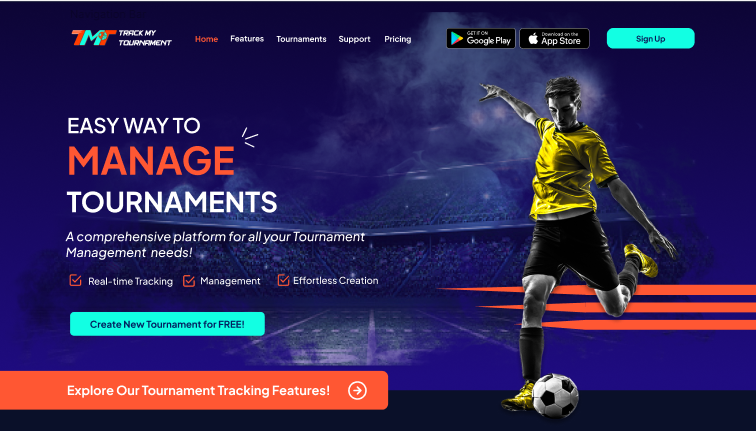 TMT TRACK MY
TOURNAMENT
Home Features Tournaments Support Pricing
GET IT ON
Google Play
Download on the
App Store
Sign Up
EASY WAY TO
MANAGE
TOURNAMENTS
A comprehensive platform for all your Tournament
Management needs!
Real-time Tracking Management Effortless Creation
Create New Tournament for FREE!
Explore Our Tournament Tracking Features!